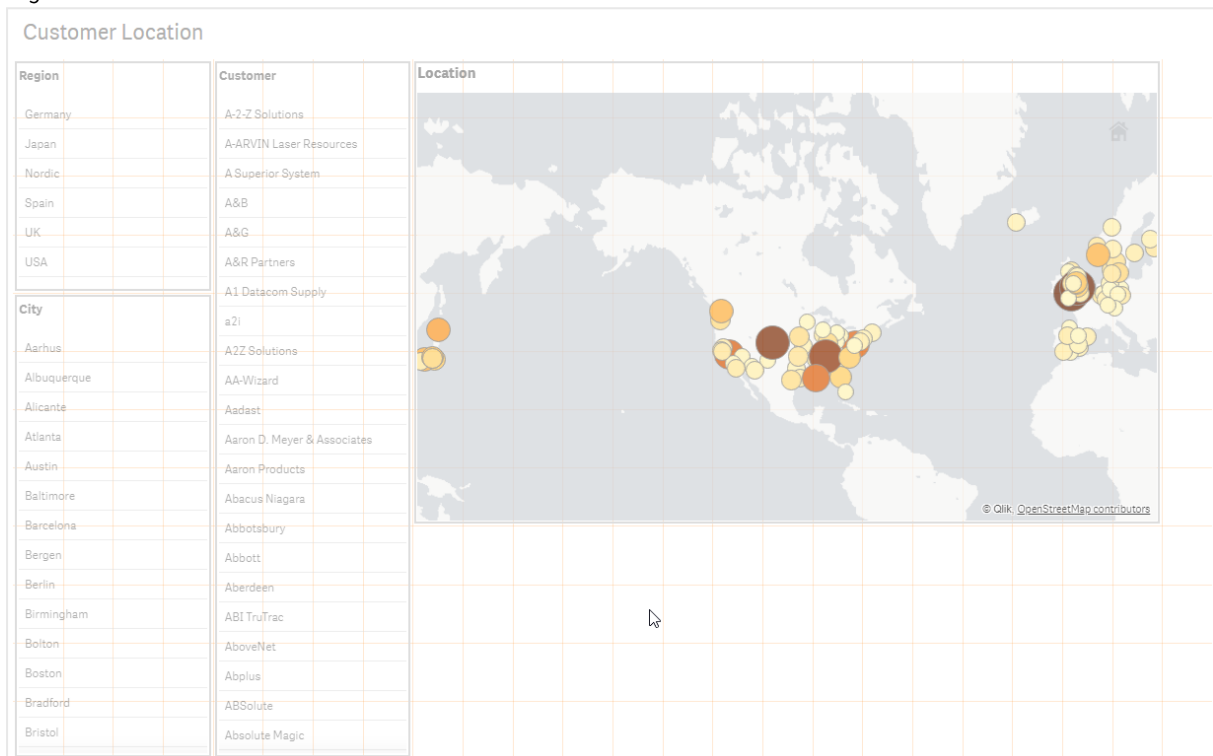 Customer Location
Region
Germany
Japan
Nordic
Spain
UK
USA
City
Aarhus
Albuquerque
Alicante
Atlanta
Austin
Baltimore
Barcelona
Bergen
Berlin
Birmingham
Bolton
Boston
Bradford
Bristol
Customer
A-2-Z Solutions
A-ARVIN Laser Resources
A Superior System
A&B
A&G
A&R Partners
A1 Datacom Supply
a2i
A2Z Solutions
AA-Wizard
Aadast
Aaron D. Meyer & Associates
Aaron Products
Abacus Niagara
Abbotsbury
Abbott
Aberdeen
ABI TruTrac
AboveNet
Abplus
ABSolute
Absolute Magic
Location
© Qlik, OpenStreetMap contributors